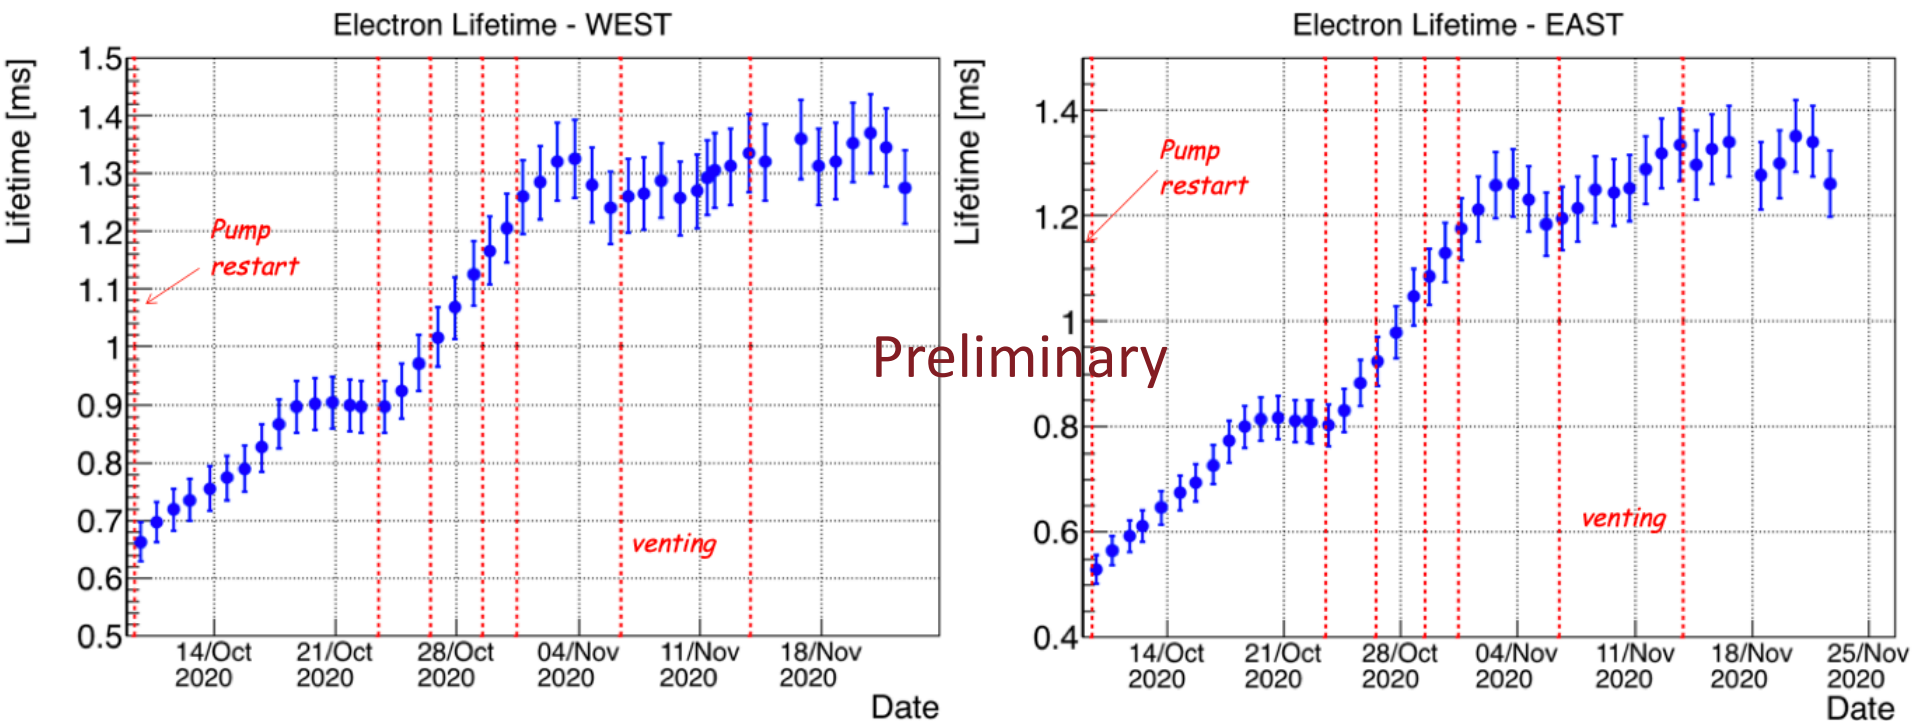 Electron Lifetime - WEST
Lifetime [ms]
1.5
1.4
1.3
1.2
1.1
1
0.9
0.8
0.7
0.6
0.5
Pump
restart
venting
14/Oct 21/Oct 28/Oct 04/Nov 11/Nov 18/Nov
2020 2020 2020 2020 2020 2020
Date
Preliminary
Electron Lifetime - EAST
Lifetime [ms]
1.4
1.2
1
0.8
0.6
0.4
Pump
restart
venting
14/Oct 21/Oct 28/Oct 04/Nov 11/Nov 18/Nov 25/Nov
2020 2020 2020 2020 2020 2020 2020
Date